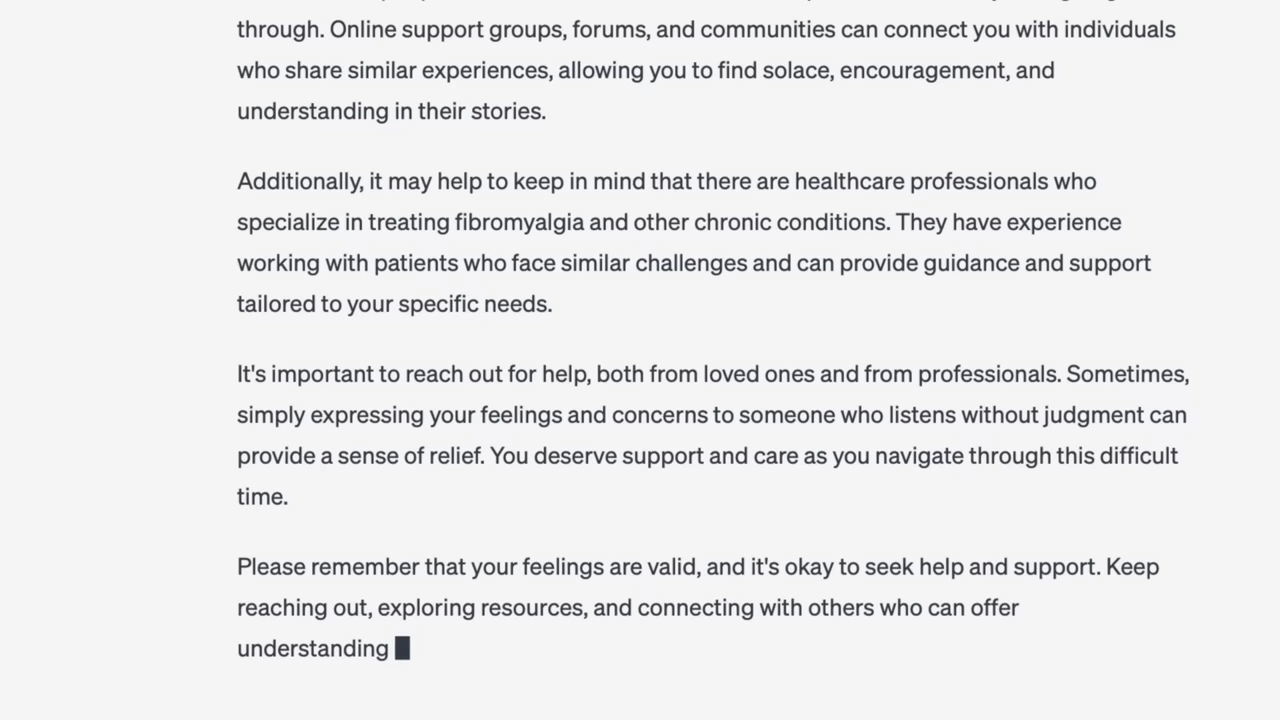 through. Online support groups, forums, and communities can connect you with individuals
who share similar experiences, allowing you to find solace, encouragement, and
understanding in their stories.
Additionally, it may help to keep in mind that there are healthcare professionals who
specialize in treating fibromyalgia and other chronic conditions. They have experience
working with patients who face similar challenges and can provide guidance and support
tailored to your specific needs.
It's important to reach out for help, both from loved ones and from professionals. Sometimes,
simply expressing your feelings and concerns to someone who listens without judgment can
provide a sense of relief. You deserve support and care as you navigate through this difficult
time.
Please remember that your feelings are valid, and it's okay to seek help and support. Keep
reaching out, exploring resources, and connecting with others who can offer
understanding